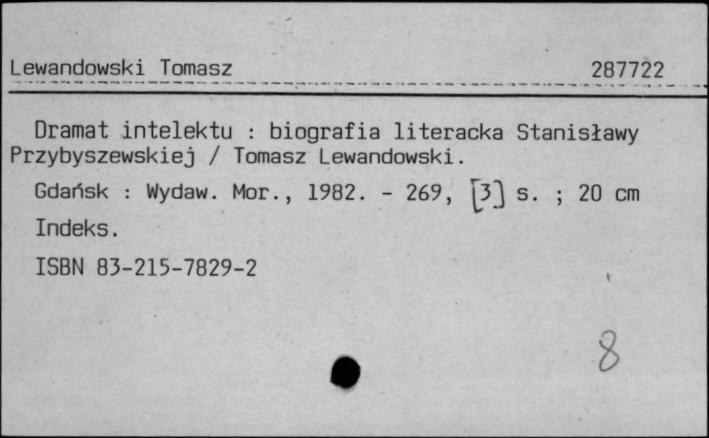 Lewandowski Tomasz 287722
Dramat intelektu : biografia literacka Stanisławy
Przybyszewskiej / Tomasz Lewandowski.
Gdańsk : Wydaw. Mor., 1982. - 269, [3] s. ; 20 cm
Indeks.
ISBN 83-215-7829-2
8